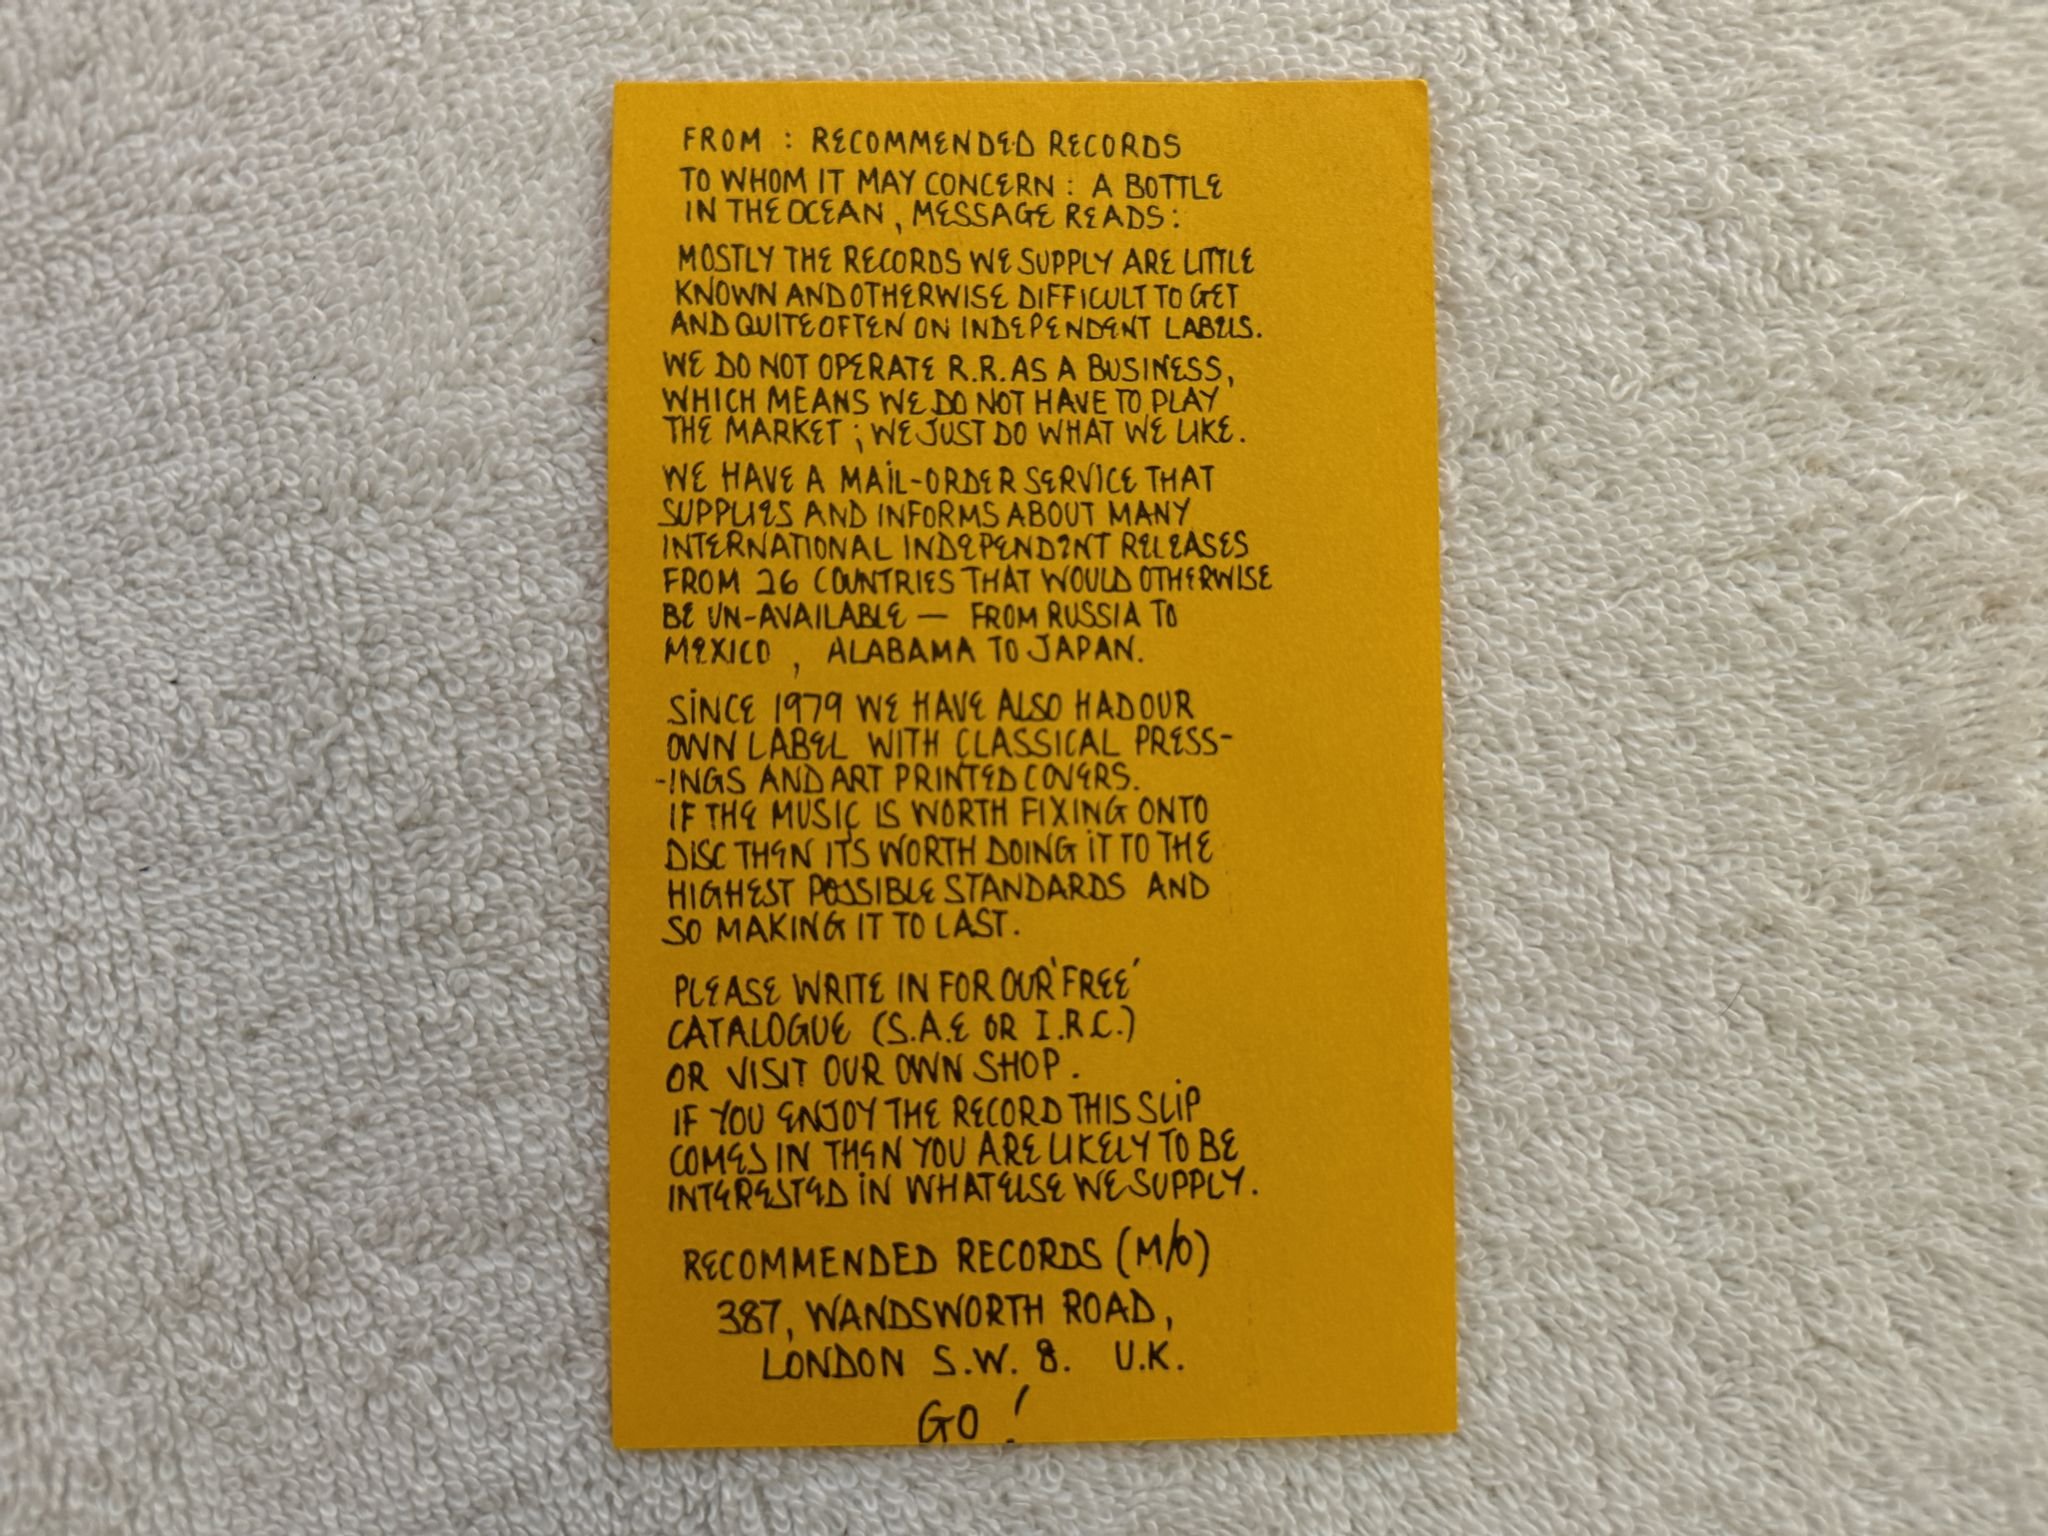 FROM : RECOMMENDED RECORDS
TO WHOM IT MAY CONCERN : A BOTTLE
IN THE OCEAN, MESSAGE READS:
MOSTLY THE RECORDS WE SUPPLY ARE LITTLE
KNOWN AND OTHERWISE DIFFICULT TO GET
AND QUITE OFTEN ON INDEPENDENT LABELS.
WE DO NOT OPERATE R.R. AS A BUSINESS,
WHICH MEANS WE DO NOT HAVE TO PLAY
THE MARKET ; WE JUST DO WHAT WE LIKE.
WE HAVE A MAIL-ORDER SERVICE THAT
SUPPLIES AND INFORMS ABOUT MANY
INTERNATIONAL INDEPENDENT RELEASES
FROM 26 COUNTRIES THAT WOULD OTHERWISE
BE UN-AVAILABLE — FROM RUSSIA TO
MEXICO , ALABAMA TO JAPAN.
SINCE 1979 WE HAVE ALSO HAD OUR
OWN LABEL WITH CLASSICAL PRESS-
-INGS AND ART PRINTED COVERS.
IF THE MUSIC IS WORTH FIXING ONTO
DISC THEN ITS WORTH DOING IT TO THE
HIGHEST POSSIBLE STANDARDS AND
SO MAKING IT TO LAST.
PLEASE WRITE IN FOR OUR 'FREE'
CATALOGUE (S.A.E OR I.R.C.)
OR VISIT OUR OWN SHOP.
IF YOU ENJOY THE RECORD THIS SLIP
COMES IN THEN YOU ARE LIKELY TO BE
INTERESTED IN WHAT ELSE WE SUPPLY.
RECOMMENDED RECORDS (M/O)
387, WANDSWORTH ROAD,
LONDON S.W. 8. U.K.
GO !